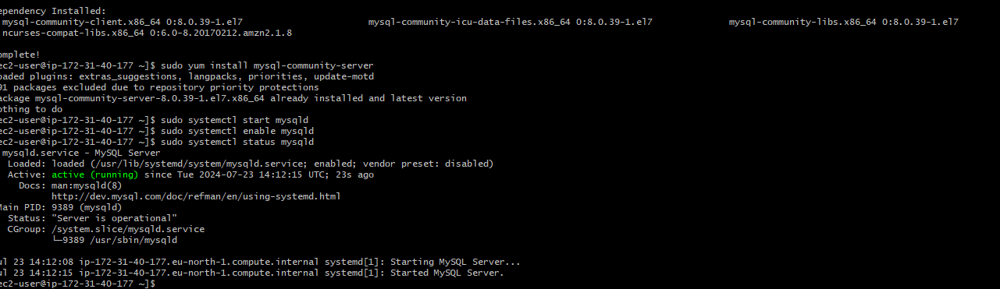 ependency Installed:
mysql-community-client.x86_64 0:8.0.39-1.el7 mysql-community-icu-data-files.x86_64 0:8.0.39-1.el7 mysql-community-libs.x86_64 0:8.0.39-1.el7
ncurses-compat-libs.x86_64 0:6.0-8.20170212.amzn2.1.8
omplete!
ec2-user@ip-172-31-40-177 ~]$ sudo yum install mysql-community-server
oaded plugins: extras_suggestions, langpacks, priorities, update-motd
91 packages excluded due to repository priority protections
ackage mysql-community-server-8.0.39-1.el7.x86_64 already installed and latest version
othing to do
ec2-user@ip-172-31-40-177 ~]$ sudo systemctl start mysqld
ec2-user@ip-172-31-40-177 ~]$ sudo systemctl enable mysqld
ec2-user@ip-172-31-40-177 ~]$ sudo systemctl status mysqld
mysqld.service - MySQL Server
Loaded: loaded (/usr/lib/systemd/system/mysqld.service; enabled; vendor preset: disabled)
Active: active (running) since Tue 2024-07-23 14:12:15 UTC; 23s ago
Docs: man:mysqld(8)
http://dev.mysql.com/doc/refman/en/using-systemd.html
Main PID: 9389 (mysqld)
Status: "Server is operational"
CGroup: /system.slice/mysqld.service
└─9389 /usr/sbin/mysqld
ul 23 14:12:08 ip-172-31-40-177.eu-north-1.compute.internal systemd[1]: Starting MySQL Server...
ul 23 14:12:15 ip-172-31-40-177.eu-north-1.compute.internal systemd[1]: Started MySQL Server.
ec2-user@ip-172-31-40-177 ~]$